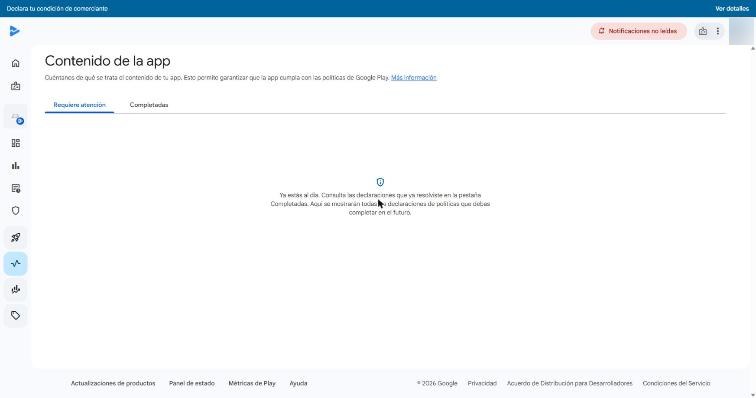 Declara tu condición de comerciante
Ver detalles
Notificaciones no leídas
Contenido de la app
Cuéntanos de qué se trata el contenido de tu app. Esto permite garantizar que la app cumpla con las políticas de Google Play. Más información
Requiere atención
Completadas
Ya estás al día. Consulta las declaraciones que ya resolviste en la pestaña
Completadas. Aquí se mostrarán todas declaraciones de políticas que debas
completar en el futuro.
Actualizaciones de productos
Panel de estado
Métricas de Play
Ayuda
© 2026 Google
Privacidad
Acuerdo de Distribución para Desarrolladores
Condiciones del Servicio